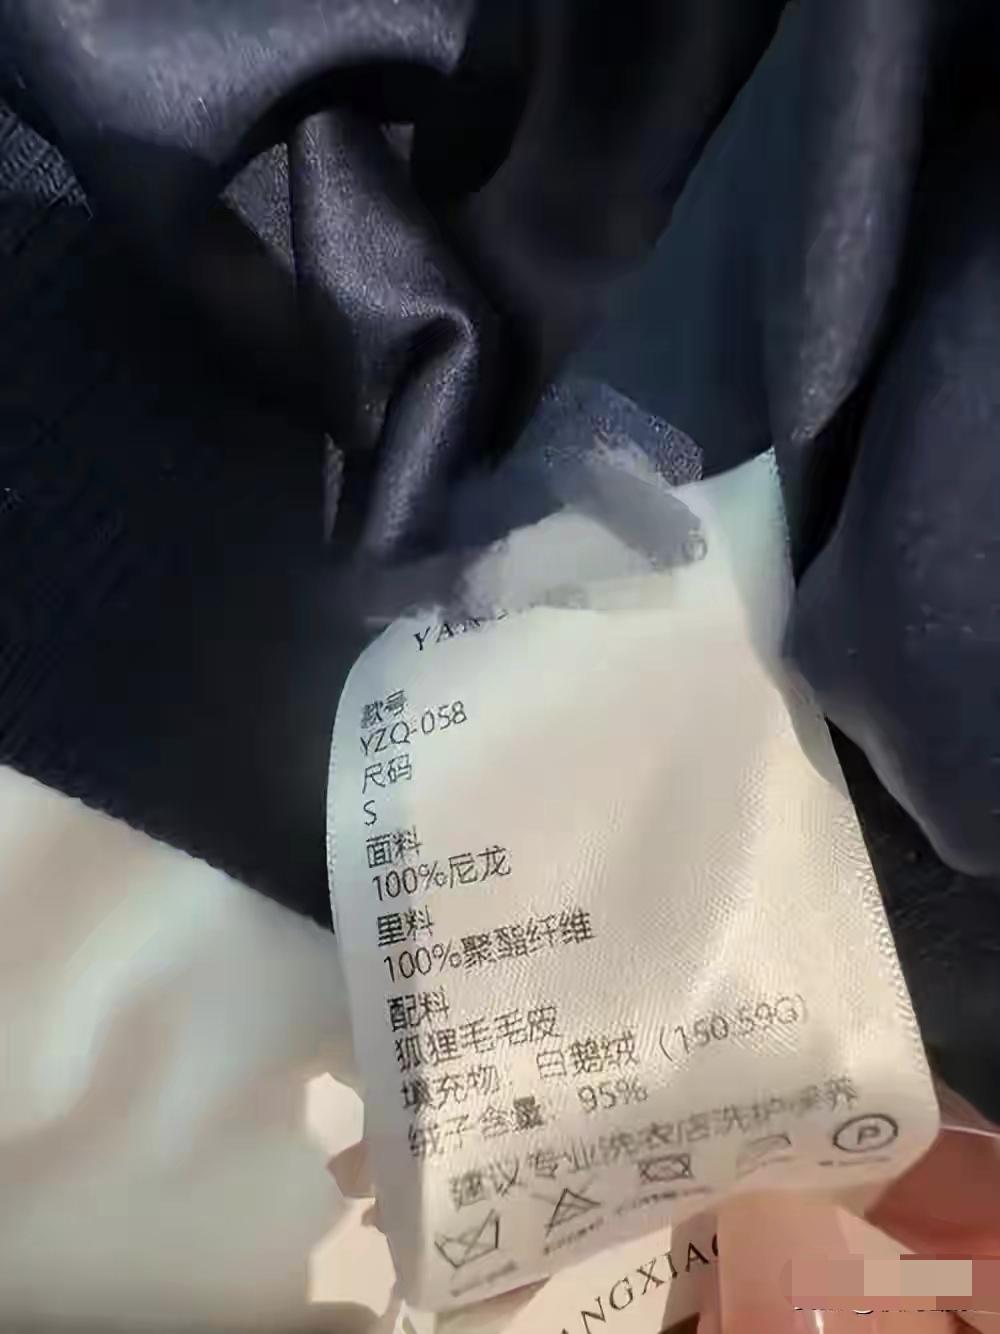 款号
YZQ-058
尺码
S
面料
100%尼龙
里料
100%聚酯纤维
配料
狐狸毛毛皮
填充物: 白鹅绒 (150.59G)
绒子含量: 95%
建议专业洗衣店洗护保养
P
ANGXIAO